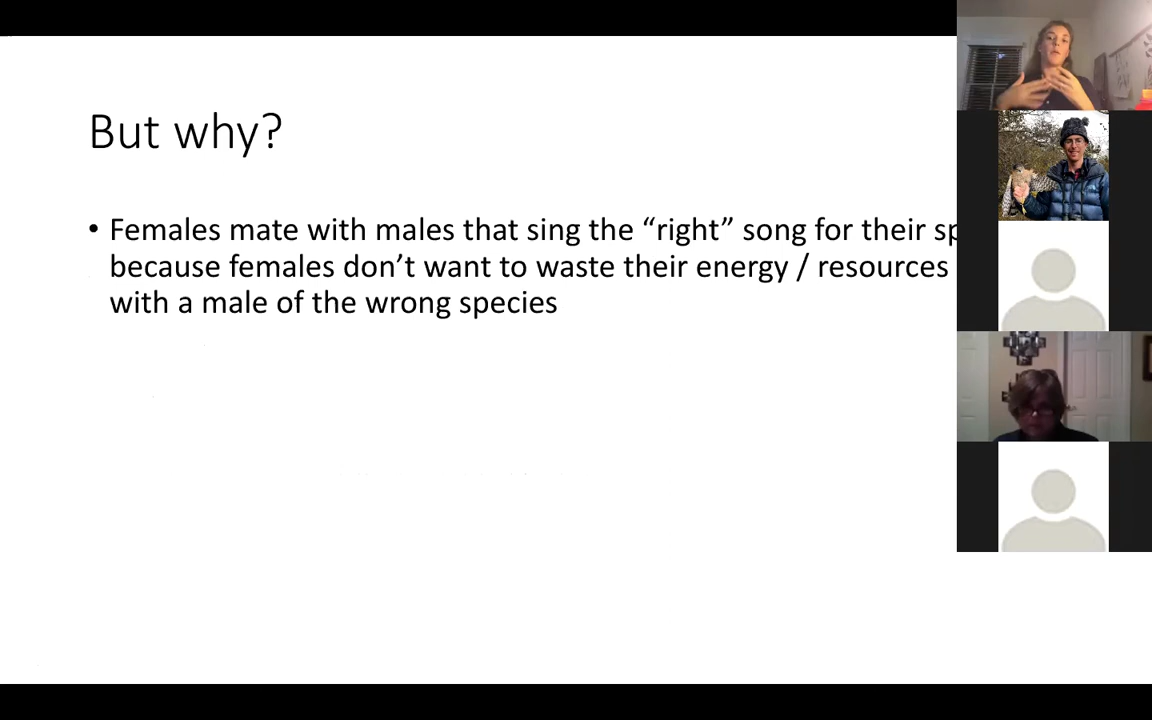 But why?
• Females mate with males that sing the “right” song for their
because females don’t want to waste their energy / resources
with a male of the wrong species